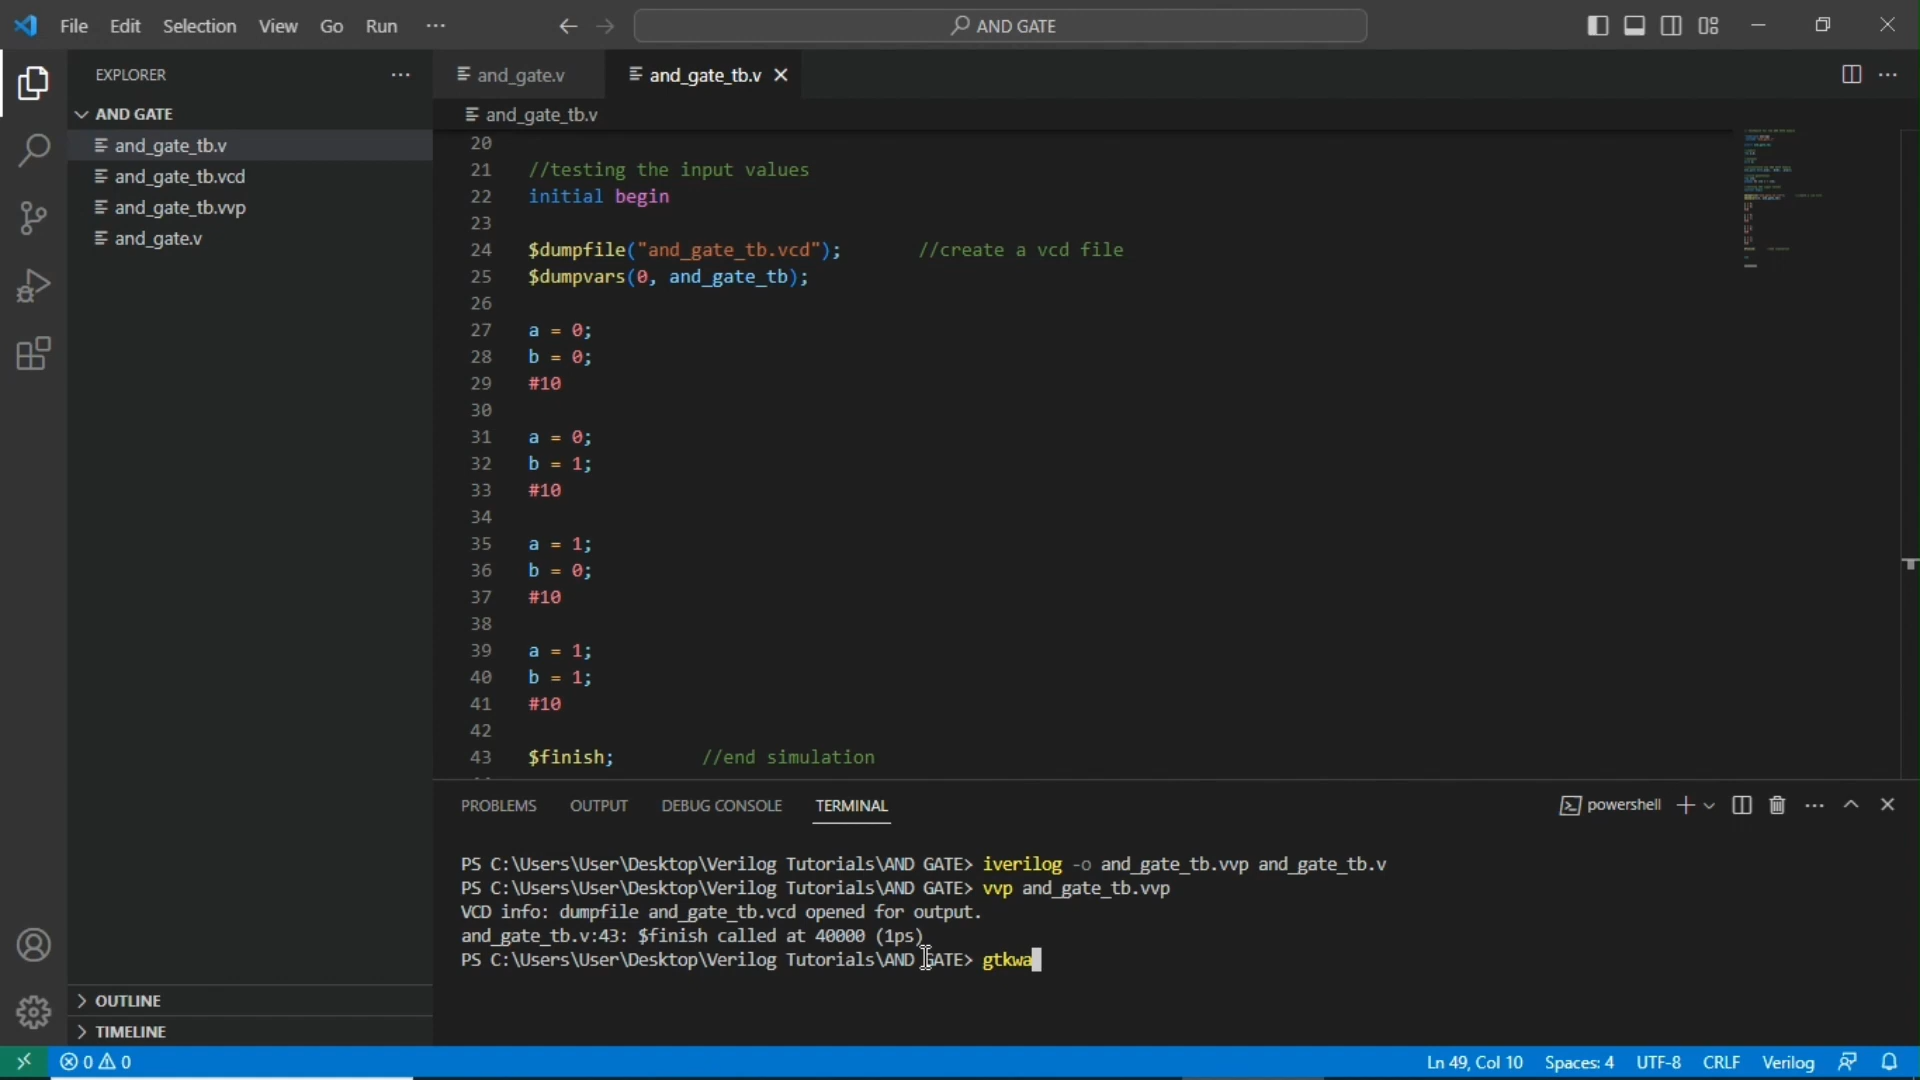 File Edit Selection View Go Run ···
AND GATE
EXPLORER ···
AND GATE
and_gate_tb.v
and_gate_tb.vcd
and_gate_tb.vvp
and_gate.v
OUTLINE
TIMELINE
and_gate.v and_gate_tb.v
and_gate_tb.v
20
21 //testing the input values
22 initial begin
23
24 $dumpfile("and_gate_tb.vcd"); //create a vcd file
25 $dumpvars(0, and_gate_tb);
26
27 a = 0;
28 b = 0;
29 #10
30
31 a = 0;
32 b = 1;
33 #10
34
35 a = 1;
36 b = 0;
37 #10
38
39 a = 1;
40 b = 1;
41 #10
42
43 $finish; //end simulation
PROBLEMS OUTPUT DEBUG CONSOLE TERMINAL
powershell
PS C:\Users\User\Desktop\Verilog Tutorials\AND GATE> iverilog -o and_gate_tb.vvp and_gate_tb.v
PS C:\Users\User\Desktop\Verilog Tutorials\AND GATE> vvp and_gate_tb.vvp
VCD info: dumpfile and_gate_tb.vcd opened for output.
and_gate_tb.v:43: $finish called at 40000 (1ps)
PS C:\Users\User\Desktop\Verilog Tutorials\AND GATE> gtkwa
0 0 Ln 49, Col 10 Spaces: 4 UTF-8 CRLF Verilog